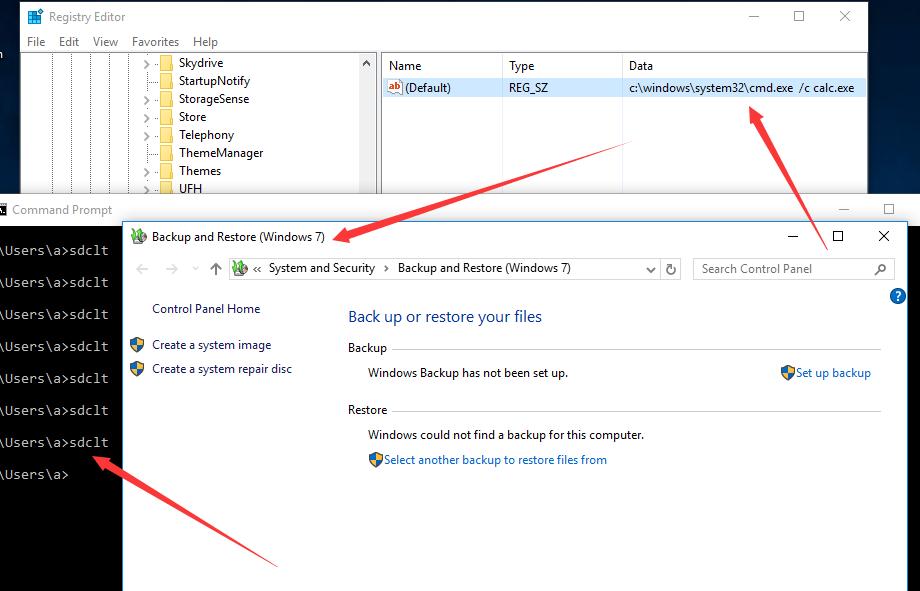 Registry Editor
File Edit View Favorites Help
Skydrive
StartupNotify
StorageSense
Store
Telephony
ThemeManager
Themes
UFH
Name Type Data
ab (Default) REG_SZ c:\windows\system32\cmd.exe /c calc.exe
Command Prompt
\Users\a>sdclt
\Users\a>sdclt
\Users\a>sdclt
\Users\a>sdclt
\Users\a>sdclt
\Users\a>sdclt
\Users\a>sdclt
\Users\a>
Backup and Restore (Windows 7)
« System and Security > Backup and Restore (Windows 7)
Search Control Panel
?
Control Panel Home
Create a system image
Create a system repair disc
Back up or restore your files
Backup
Windows Backup has not been set up.
Set up backup
Restore
Windows could not find a backup for this computer.
Select another backup to restore files from